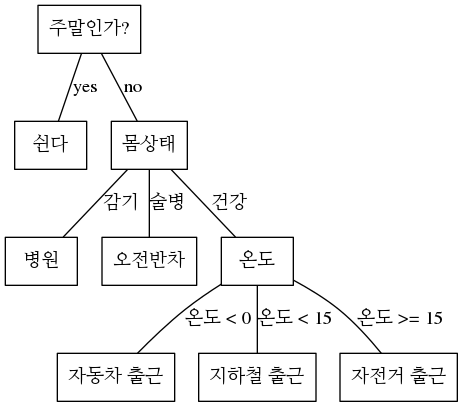 주말인가?
yes
no
쉰다
몸상태
감기
술병
건강
병원
오전반차
온도
온도 < 0
온도 < 15
온도 >= 15
자동차 출근
지하철 출근
자전거 출근